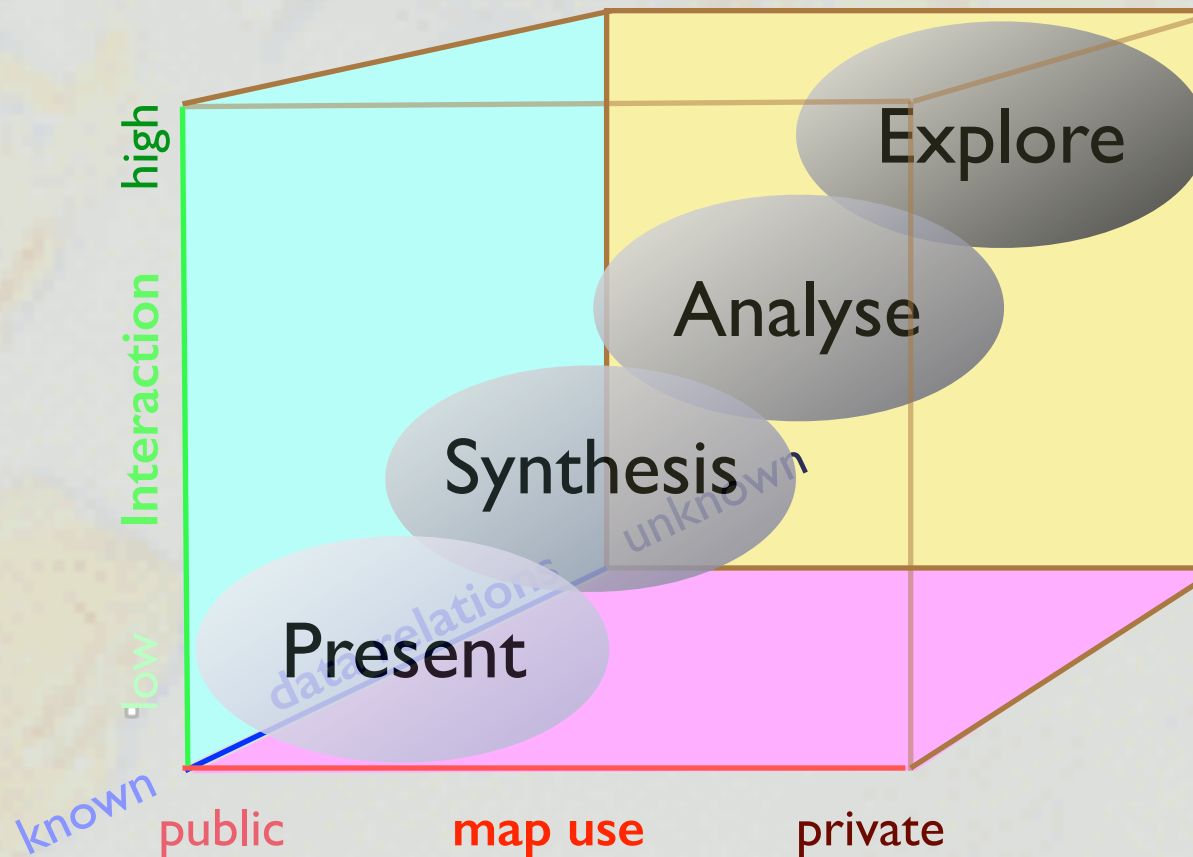 high
Explore
Interaction
Analyse
Synthesis
unknown
data relations
low
Present
known
public
map use
private